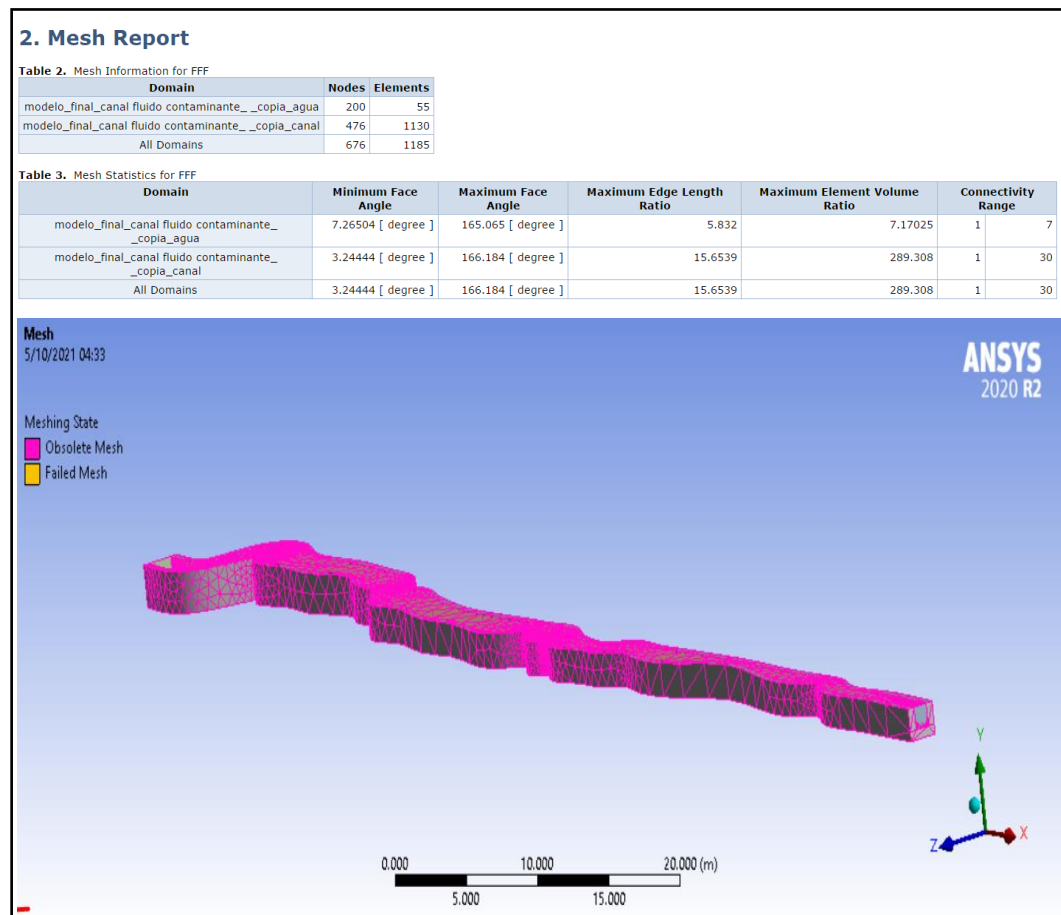 2. Mesh Report
Table 2. Mesh Information for FFF
Domain Nodes Elements
modelo_final_canal fluido contaminante_ _copia_agua 200 55
modelo_final_canal fluido contaminante_ _copia_canal 476 1130
All Domains 676 1185
Table 3. Mesh Statistics for FFF
Domain Minimum Face Angle Maximum Face Angle Maximum Edge Length Ratio Maximum Element Volume Ratio Connectivity Range
modelo_final_canal fluido contaminante_ _copia_agua 7.26504 [ degree ] 165.065 [ degree ] 5.832 7.17025 1 7
modelo_final_canal fluido contaminante_ _copia_canal 3.24444 [ degree ] 166.184 [ degree ] 15.6539 289.308 1 30
All Domains 3.24444 [ degree ] 166.184 [ degree ] 15.6539 289.308 1 30
Mesh
5/10/2021 04:33
ANSYS
2020 R2
Meshing State
Obsolete Mesh
Failed Mesh
Y
X
Z
0.000 10.000 20.000 (m)
5.000 15.000